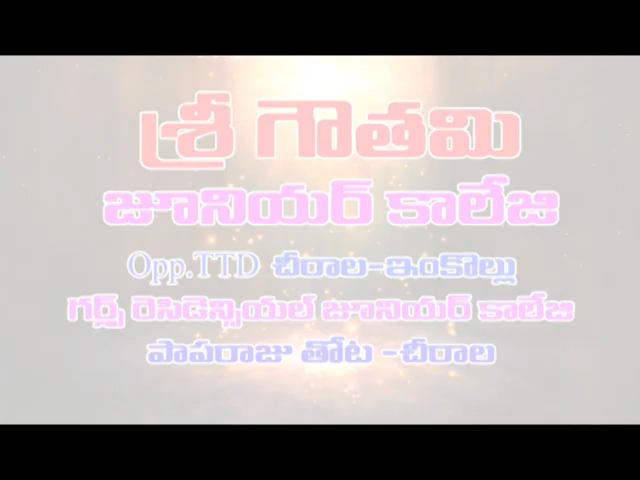 శ్రీ గౌతమి
జూనియర్ కాలేజి
Opp.TTD చీరాల-ఇంకొల్లు
గర్ల్స్ రెసిడెన్సియల్ జూనియర్ కాలేజి
పాపరాజు తోట -చీరాల